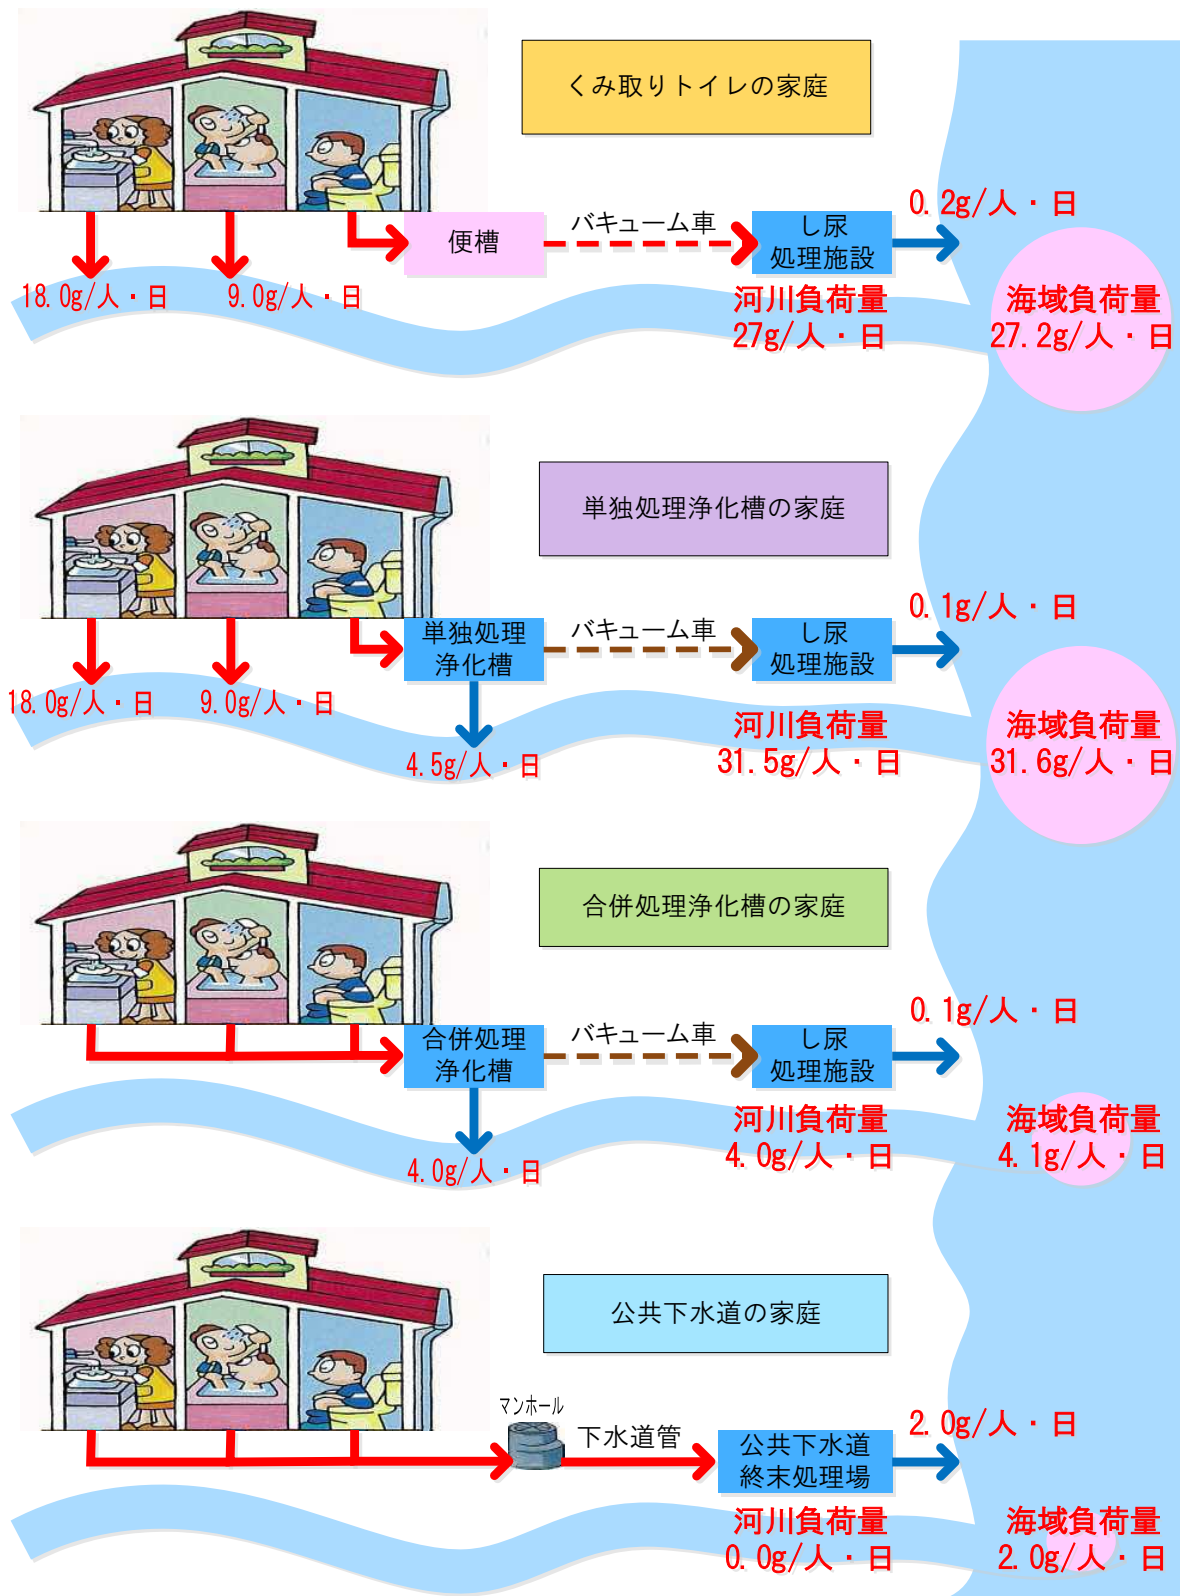 くみ取りトイレの家庭
0.2g/人・日
便槽
バキューム車
し尿
処理施設
18.0g/人・日
9.0g/人・日
河川負荷量
27g/人・日
海域負荷量
27.2g/人・日
単独処理浄化槽の家庭
0.1g/人・日
単独処理
浄化槽
バキューム車
し尿
処理施設
18.0g/人・日
9.0g/人・日
4.5g/人・日
河川負荷量
31.5g/人・日
海域負荷量
31.6g/人・日
合併処理浄化槽の家庭
0.1g/人・日
合併処理
浄化槽
バキューム車
し尿
処理施設
4.0g/人・日
河川負荷量
4.0g/人・日
海域負荷量
4.1g/人・日
公共下水道の家庭
マンホール
下水道管
2.0g/人・日
公共下水道
終末処理場
河川負荷量
0.0g/人・日
海域負荷量
2.0g/人・日